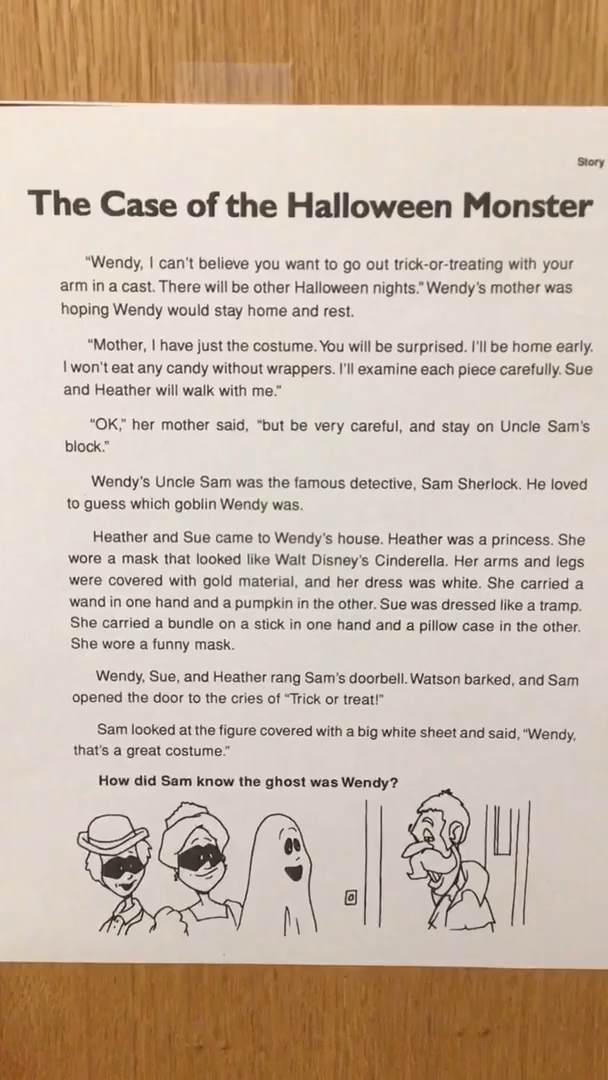 Story
The Case of the Halloween Monster
"Wendy, I can't believe you want to go out trick-or-treating with your
arm in a cast. There will be other Halloween nights." Wendy's mother was
hoping Wendy would stay home and rest.
"Mother, I have just the costume. You will be surprised. I'll be home early.
I won't eat any candy without wrappers. I'll examine each piece carefully. Sue
and Heather will walk with me."
"OK," her mother said, "but be very careful, and stay on Uncle Sam's
block."
Wendy's Uncle Sam was the famous detective, Sam Sherlock. He loved
to guess which goblin Wendy was.
Heather and Sue came to Wendy's house. Heather was a princess. She
wore a mask that looked like Walt Disney's Cinderella. Her arms and legs
were covered with gold material, and her dress was white. She carried a
wand in one hand and a pumpkin in the other. Sue was dressed like a tramp.
She carried a bundle on a stick in one hand and a pillow case in the other.
She wore a funny mask.
Wendy, Sue, and Heather rang Sam's doorbell. Watson barked, and Sam
opened the door to the cries of "Trick or treat!"
Sam looked at the figure covered with a big white sheet and said, "Wendy,
that's a great costume."
How did Sam know the ghost was Wendy?